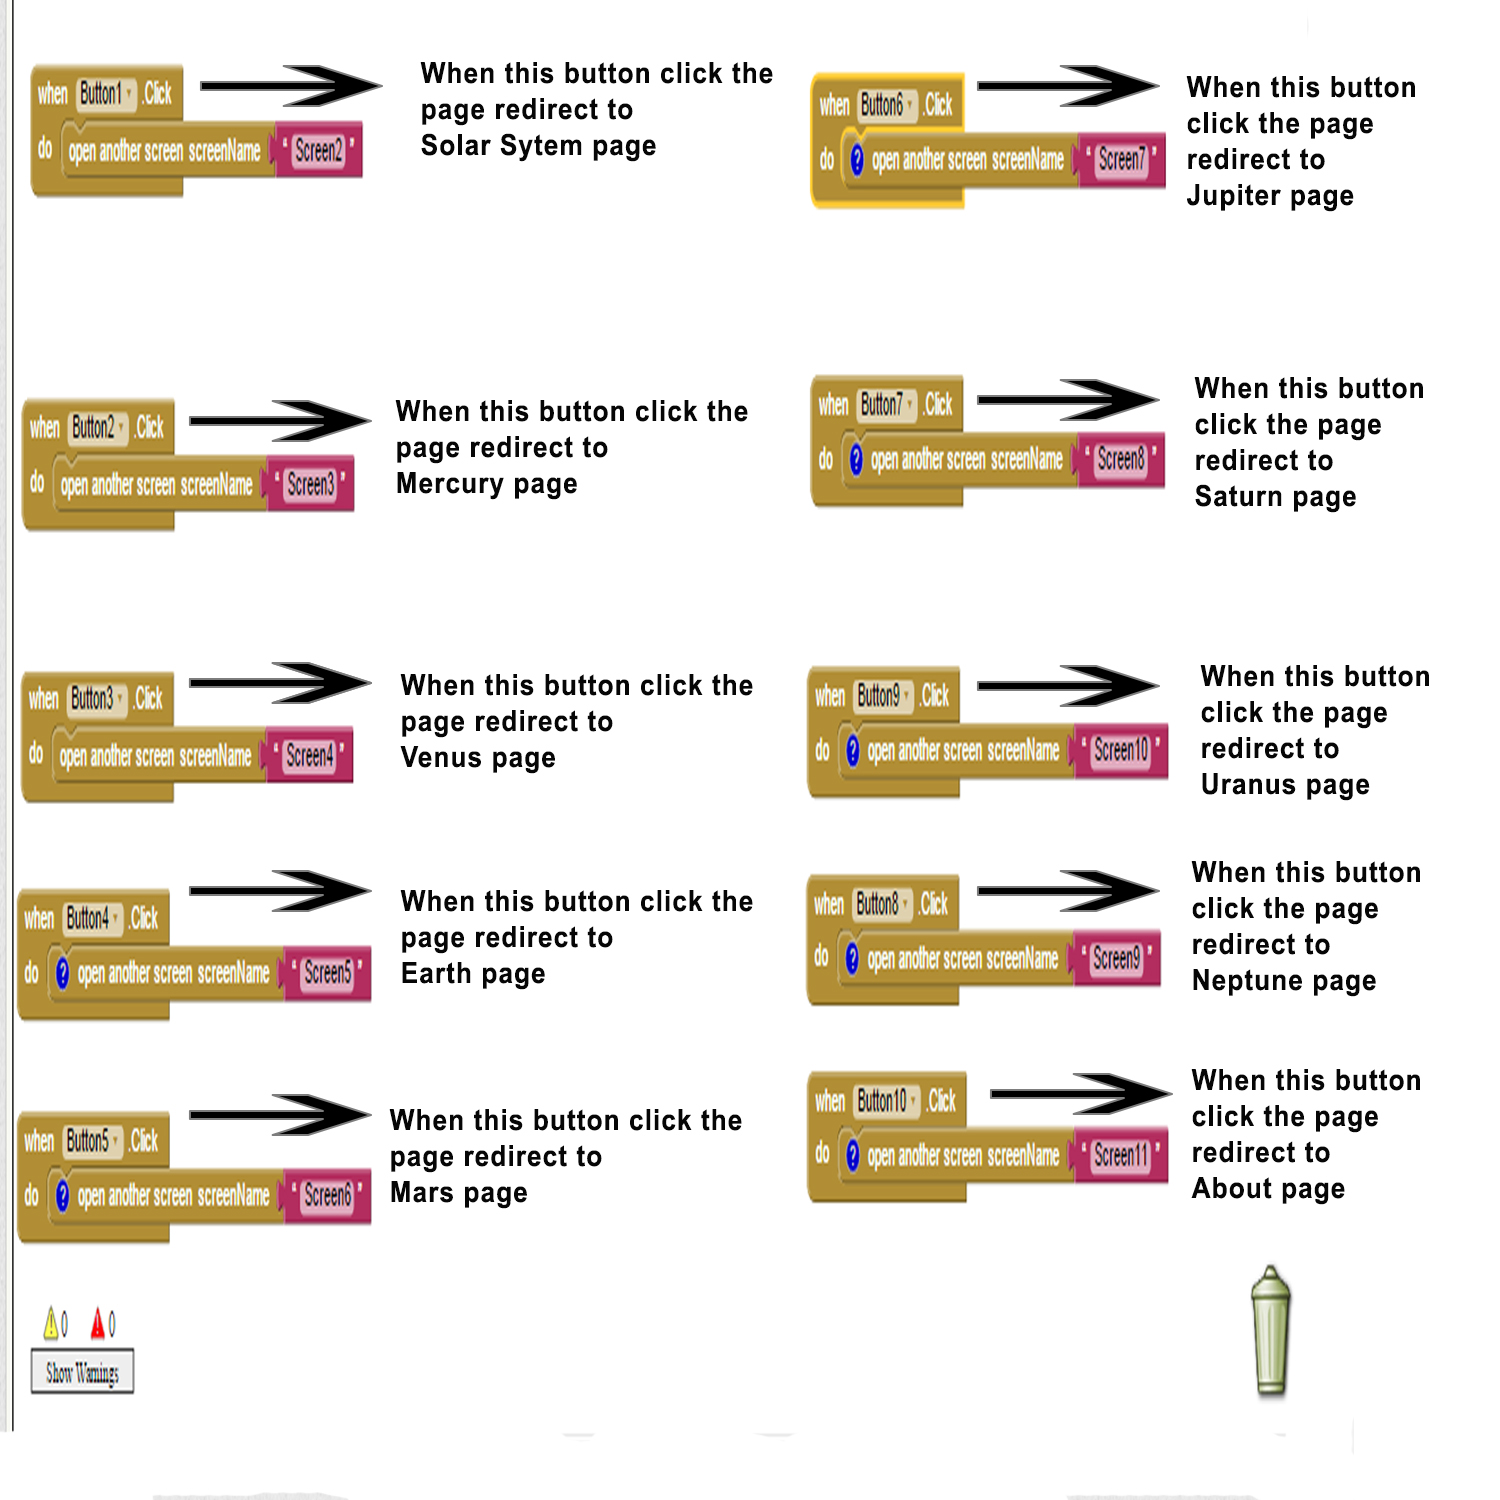 when Button1 .Click
do open another screen screenName " Screen2 "
When this button click the
page redirect to
Solar Sytem page
when Button2 .Click
do open another screen screenName " Screen3 "
When this button click the
page redirect to
Mercury page
when Button3 .Click
do open another screen screenName " Screen4 "
When this button click the
page redirect to
Venus page
when Button4 .Click
do ? open another screen screenName " Screen5 "
When this button click the
page redirect to
Earth page
when Button5 .Click
do ? open another screen screenName " Screen6 "
When this button click the
page redirect to
Mars page
when Button6 .Click
do ? open another screen screenName " Screen7 "
When this button
click the page
redirect to
Jupiter page
when Button7 .Click
do ? open another screen screenName " Screen8 "
When this button
click the page
redirect to
Saturn page
when Button9 .Click
do ? open another screen screenName " Screen10 "
When this button
click the page
redirect to
Uranus page
when Button8 .Click
do ? open another screen screenName " Screen9 "
When this button
click the page
redirect to
Neptune page
when Button10 .Click
do ? open another screen screenName " Screen11 "
When this button
click the page
redirect to
About page
0 0
Show Warnings